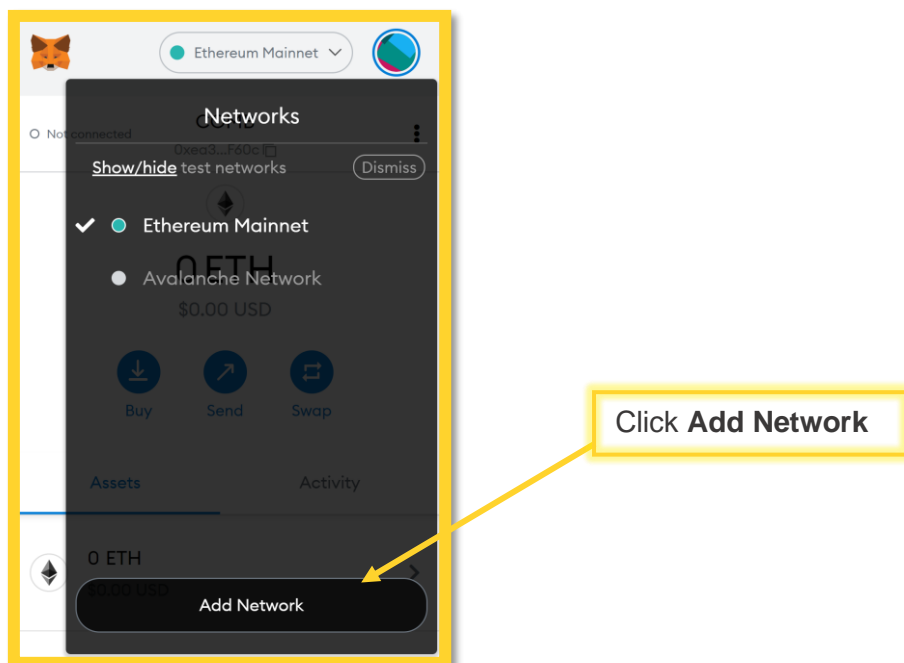 Ethereum Mainnet
Networks
Not connected
COMB
0xea3...F60c
Show/hide test networks
Dismiss
Ethereum Mainnet
0 ETH
Avalanche Network
$0.00 USD
Buy Send Swap
Click Add Network
Assets Activity
0 ETH
$0.00 USD
Add Network